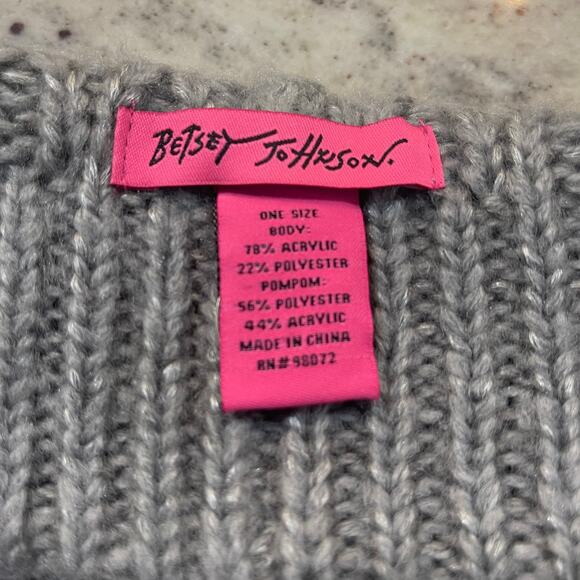 BETSEY JOHNSON.
ONE SIZE
BODY:
78% ACRYLIC
22% POLYESTER
POMPOM:
56% POLYESTER
44% ACRYLIC
MADE IN CHINA
RN#98072